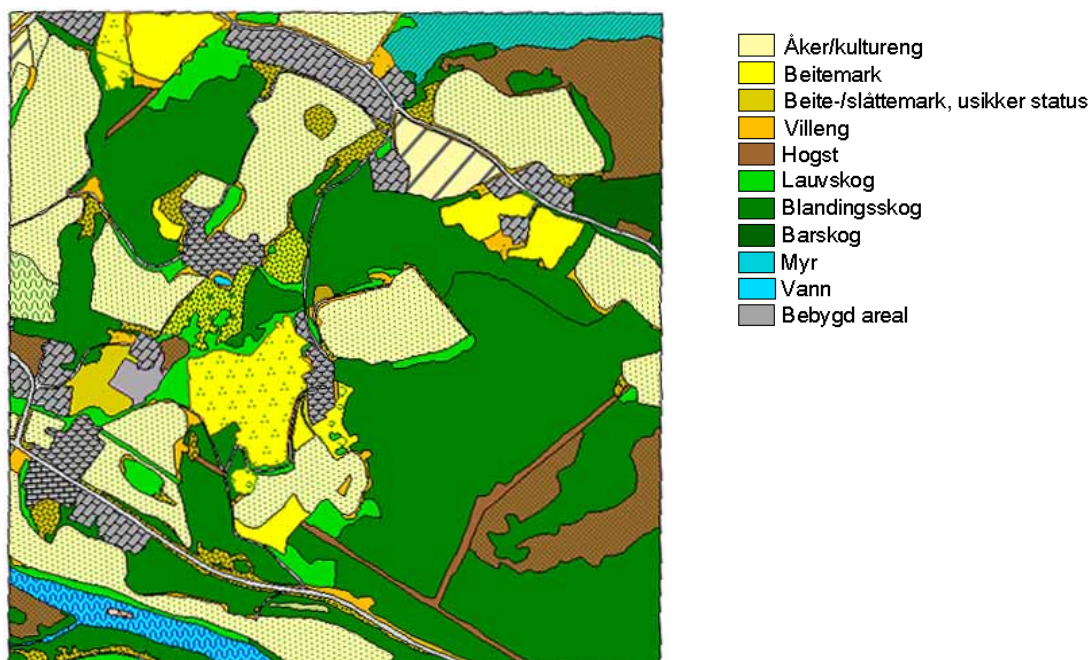 Åker/kultureng
Beitemark
Beite-/slåttemark, usikker status
Villeng
Hogst
Lauvskog
Blandingsskog
Barskog
Myr
Vann
Bebygd areal